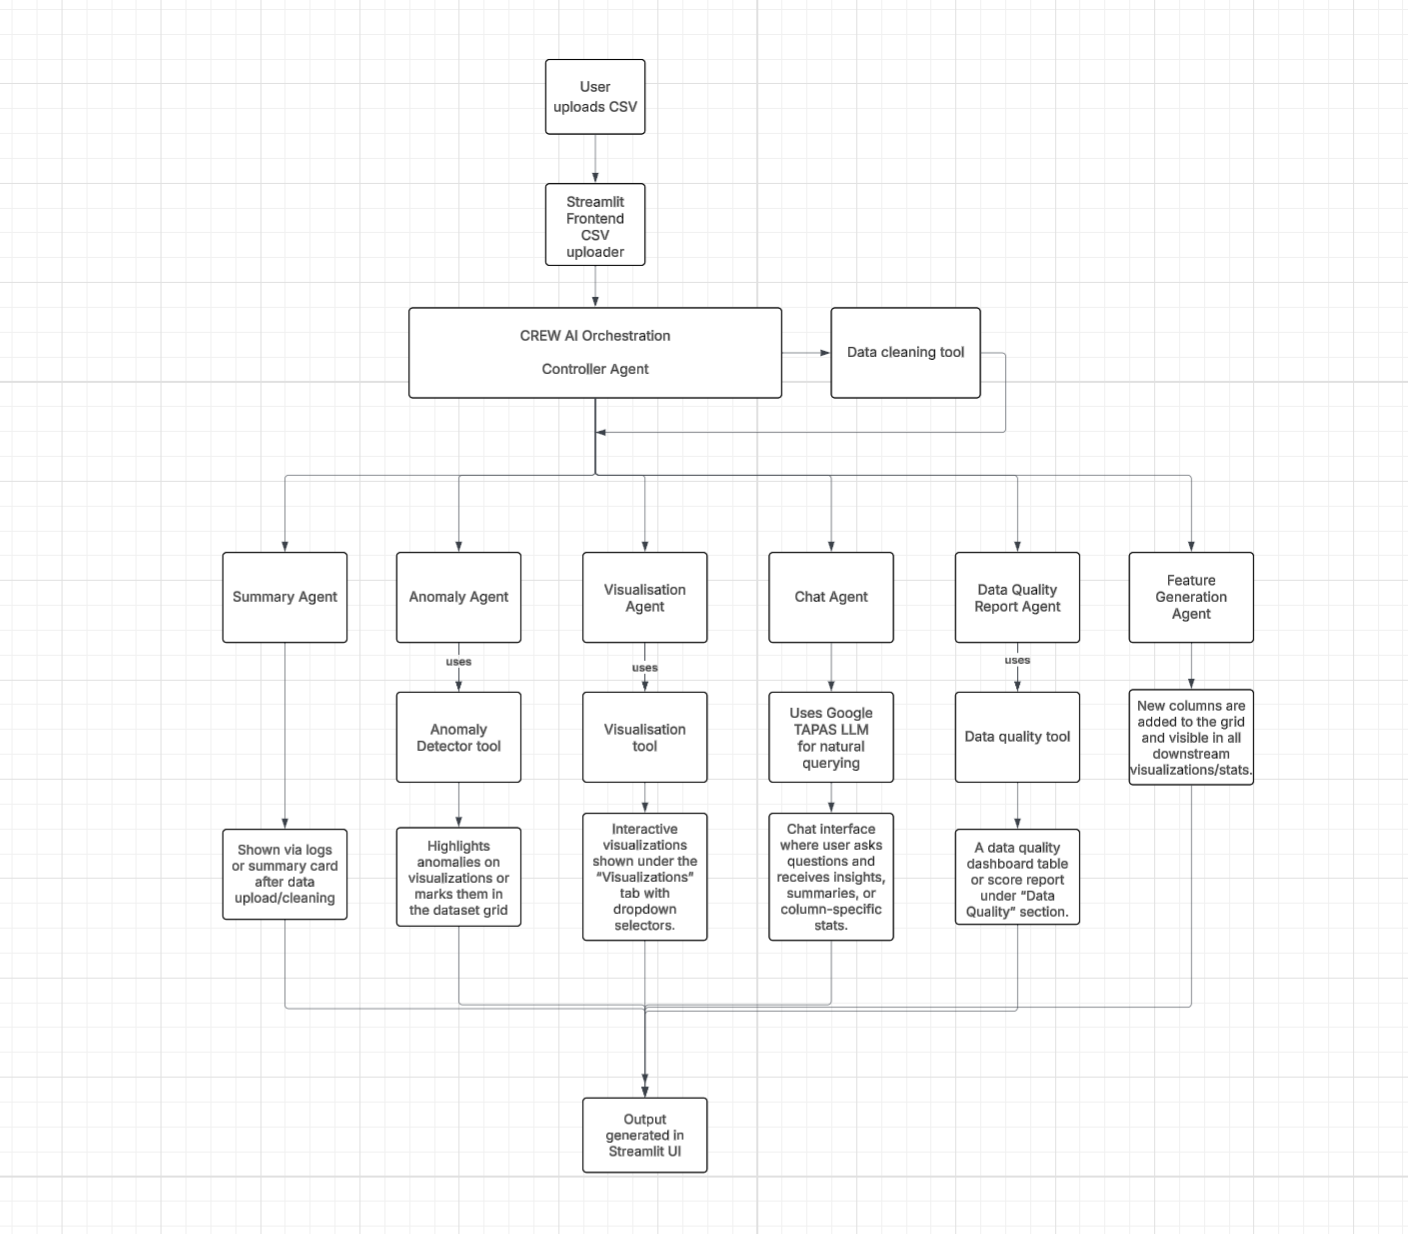 User
uploads CSV
Streamlit
Frontend
CSV
uploader
CREW AI Orchestration
Controller Agent
Data cleaning tool
Summary Agent
Anomaly Agent
Visualisation
Agent
Chat Agent
Data Quality
Report Agent
Feature
Generation
Agent
uses
uses
uses
Anomaly
Detector tool
Visualisation
tool
Uses Google
TAPAS LLM
for natural
querying
Data quality tool
New columns are
added to the grid
and visible in all
downstream
visualizations/stats.
Shown via logs
or summary card
after data
upload/cleaning
Highlights
anomalies on
visualizations or
marks them in
the dataset grid
Interactive
visualizations
shown under the
“Visualizations”
tab with
dropdown
selectors.
Chat interface
where user asks
questions and
receives insights,
summaries, or
column-specific
stats.
A data quality
dashboard table
or score report
under “Data
Quality” section.
Output
generated in
Streamlit UI